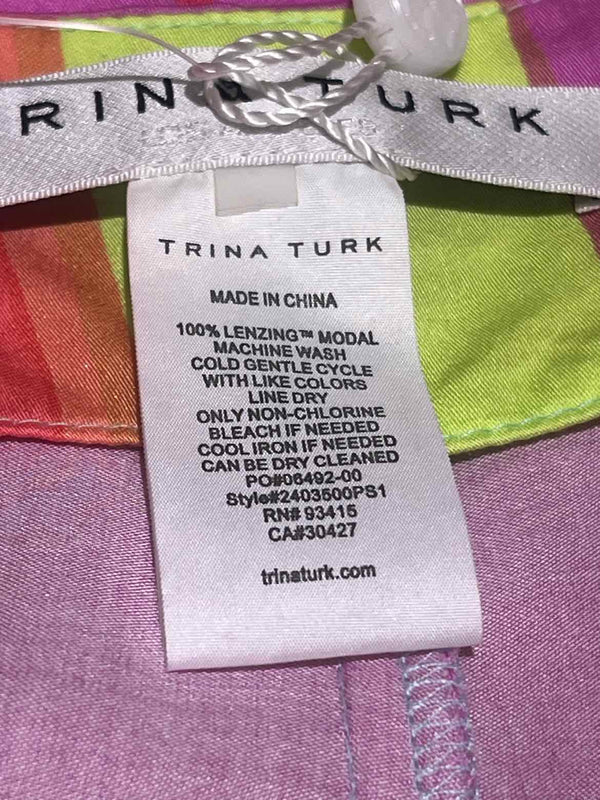 RINA TURK
TRINA TURK
MADE IN CHINA
100% LENZING™ MODAL
MACHINE WASH
COLD GENTLE CYCLE
WITH LIKE COLORS
LINE DRY
ONLY NON-CHLORINE
BLEACH IF NEEDED
COOL IRON IF NEEDED
CAN BE DRY CLEANED
PO#06492-00
Style#2403500PS1
RN# 93415
CA#30427
trinaturk.com